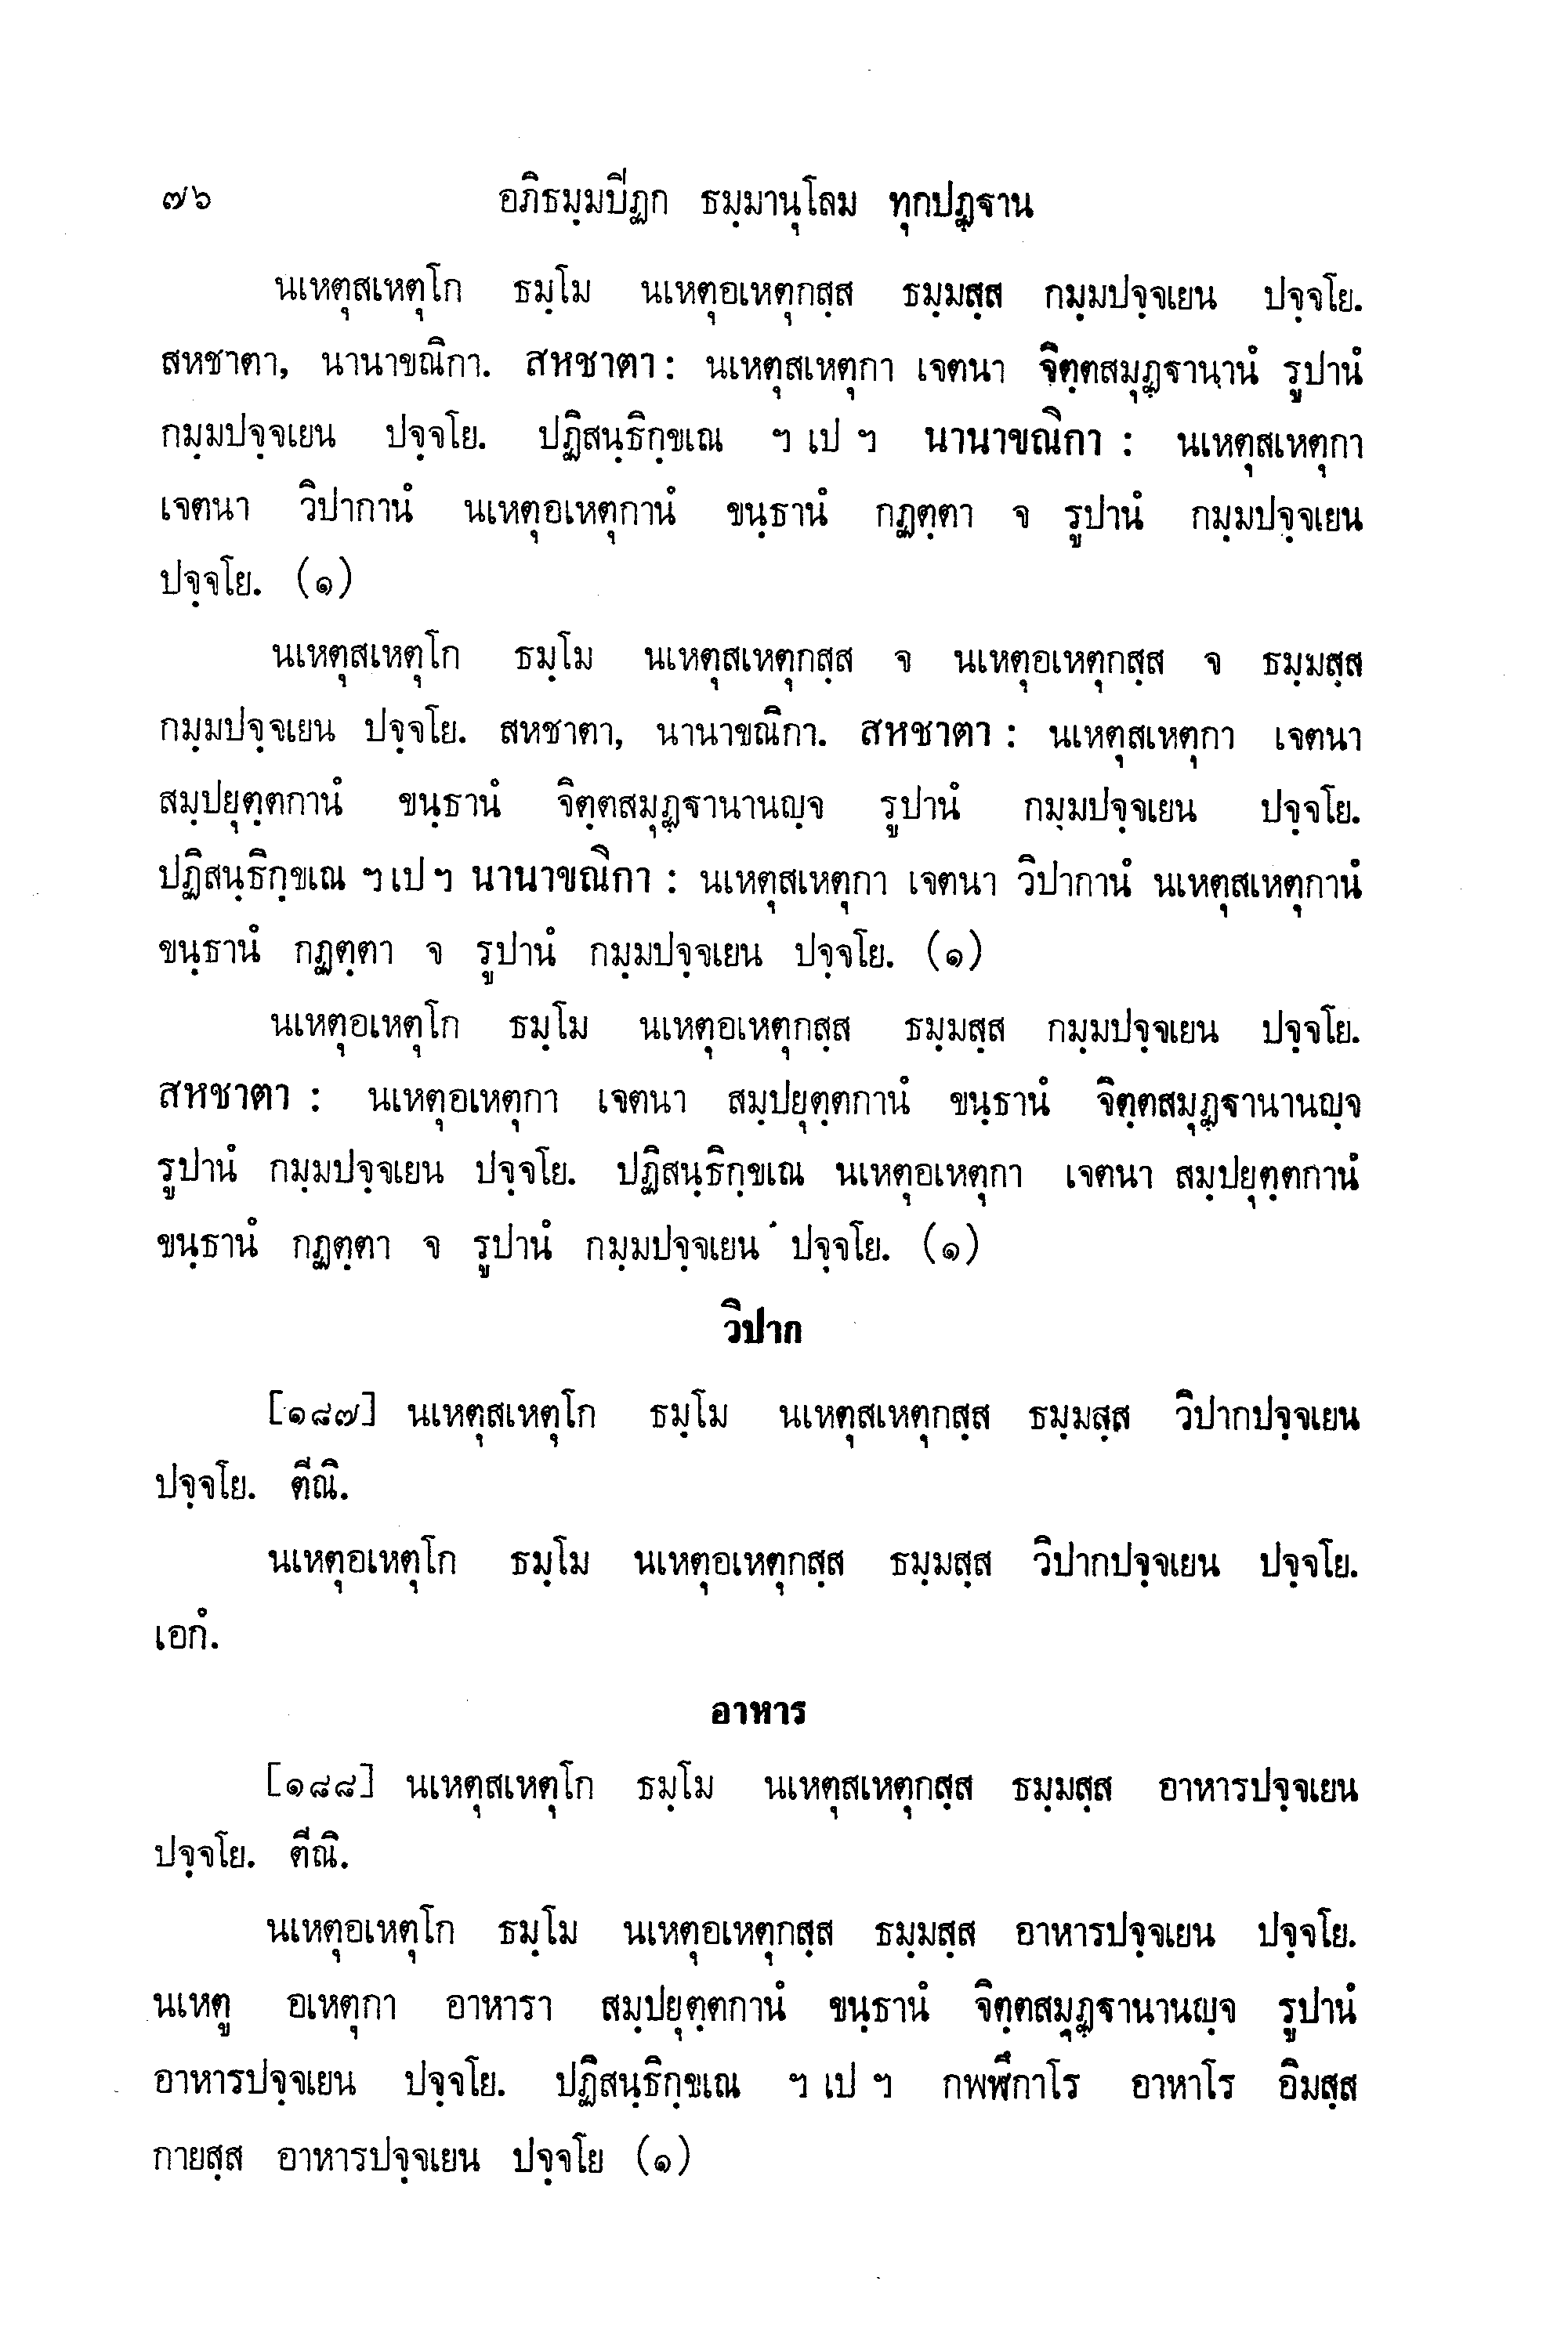 ๗๖ อภิธมฺมปีฏก ธมฺมานุโลม ทุกปฏฺฐาน
นเหตุสเหตุโก ธมฺโม นเหตุอเหตุกสฺส ธมฺมสฺส กมฺมปจฺจเยน ปจฺจโย.
สหชาตา, นานาขณิกา. สหชาตา : นเหตุสเหตุกา เจตนา จิตฺตสมุฏฺฐานานํ รูปานํ
กมฺมปจฺจเยน ปจฺจโย. ปฏิสนฺธิกฺขเณ ฯ เป ฯ นานาขณิกา : นเหตุสเหตุกา
เจตนา วิปากานํ นเหตุอเหตุกานํ ขนฺธานํ กฏตฺตา จ รูปานํ กมฺมปจฺจเยน
ปจฺจโย. (๑)
นเหตุสเหตุโก ธมฺโม นเหตุสเหตุกสฺส จ นเหตุอเหตุกสฺส จ ธมฺมสฺส
กมฺมปจฺจเยน ปจฺจโย. สหชาตา, นานาขณิกา. สหชาตา : นเหตุสเหตุกา เจตนา
สมฺปยุตฺตกานํ ขนฺธานํ จิตฺตสมุฏฺฐานานญฺจ รูปานํ กมฺมปจฺจเยน ปจฺจโย.
ปฏิสนฺธิกฺขเณ ฯ เป ฯ นานาขณิกา : นเหตุสเหตุกา เจตนา วิปากานํ นเหตุสเหตุกานํ
ขนฺธานํ กฏตฺตา จ รูปานํ กมฺมปจฺจเยน ปจฺจโย. (๑)
นเหตุอเหตุโก ธมฺโม นเหตุอเหตุกสฺส ธมฺมสฺส กมฺมปจฺจเยน ปจฺจโย.
สหชาตา : นเหตุอเหตุกา เจตนา สมฺปยุตฺตกานํ ขนฺธานํ จิตฺตสมุฏฺฐานานญฺจ
รูปานํ กมฺมปจฺจเยน ปจฺจโย. ปฏิสนฺธิกฺขเณ นเหตุอเหตุกา เจตนา สมฺปยุตฺตกานํ
ขนฺธานํ กฏตฺตา จ รูปานํ กมฺมปจฺจเยน ปจฺจโย. (๑)
วิปาก
[๑๘๗] นเหตุสเหตุโก ธมฺโม นเหตุสเหตุกสฺส ธมฺมสฺส วิปากปจฺจเยน
ปจฺจโย. ตีณิ.
นเหตุอเหตุโก ธมฺโม นเหตุอเหตุกสฺส ธมฺมสฺส วิปากปจฺจเยน ปจฺจโย.
เอกํ.
อาหาร
[๑๘๘] นเหตุสเหตุโก ธมฺโม นเหตุสเหตุกสฺส ธมฺมสฺส อาหารปจฺจเยน
ปจฺจโย. ตีณิ.
นเหตุอเหตุโก ธมฺโม นเหตุอเหตุกสฺส ธมฺมสฺส อาหารปจฺจเยน ปจฺจโย.
นเหตู อเหตุกา อาหารา สมฺปยุตฺตกานํ ขนฺธานํ จิตฺตสมุฏฺฐานานญฺจ รูปานํ
อาหารปจฺจเยน ปจฺจโย. ปฏิสนฺธิกฺขเณ ฯ เป ฯ กพฬึกาโร อาหาโร อิมสฺส
กายสฺส อาหารปจฺจเยน ปจฺจโย (๑)